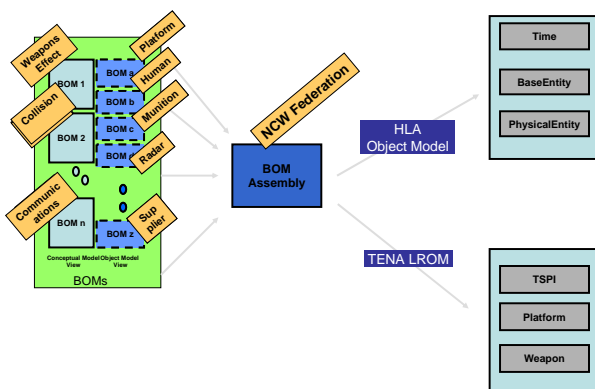 Weapons
Effect
Platform
Human
Munition
Radar
Collision
Communic
ations
Sup
plier
BOM 1
BOM 2
BOM n
BOM a
BOM b
BOM c
BOM z
Conceptual Model
View
Object Model
View
BOMs
NCW Federation
BOM
Assembly
HLA
Object Model
TENA LROM
Time
BaseEntity
PhysicalEntity
TSPI
Platform
Weapon